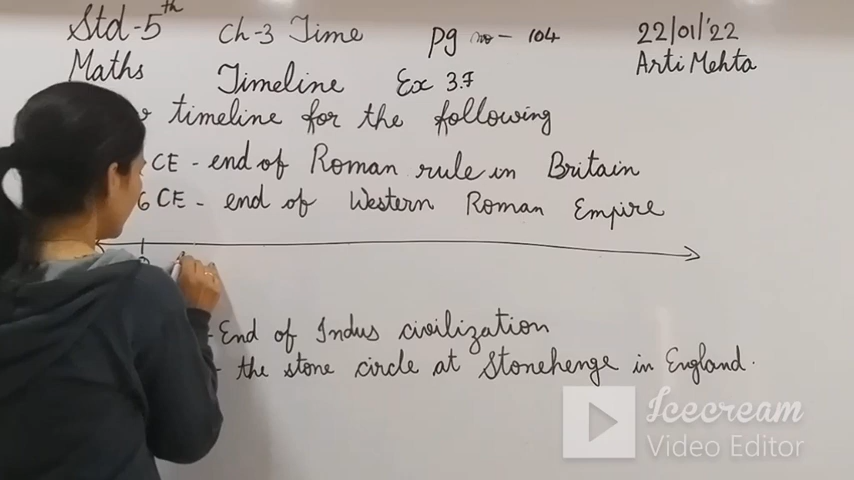 Std-5th Ch-3 Time pg no- 104 22/01/'22
Maths Timeline Ex 3.7 Arti Mehta
timeline for the following
CE - end of Roman rule in Britain
6 CE - end of Western Roman Empire
0
- End of Indus civilization
- the stone circle at Stonehenge in England.
Icecream
Video Editor